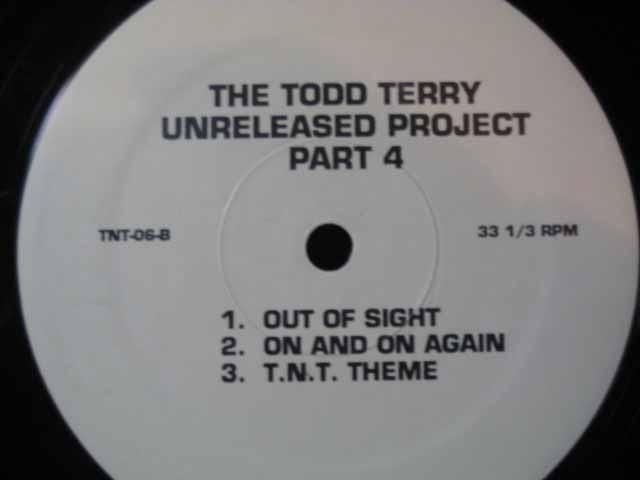 THE TODD TERRY
UNRELEASED PROJECT
PART 4
TNT-06-B
33 1/3 RPM
1. OUT OF SIGHT
2. ON AND ON AGAIN
3. T.N.T. THEME